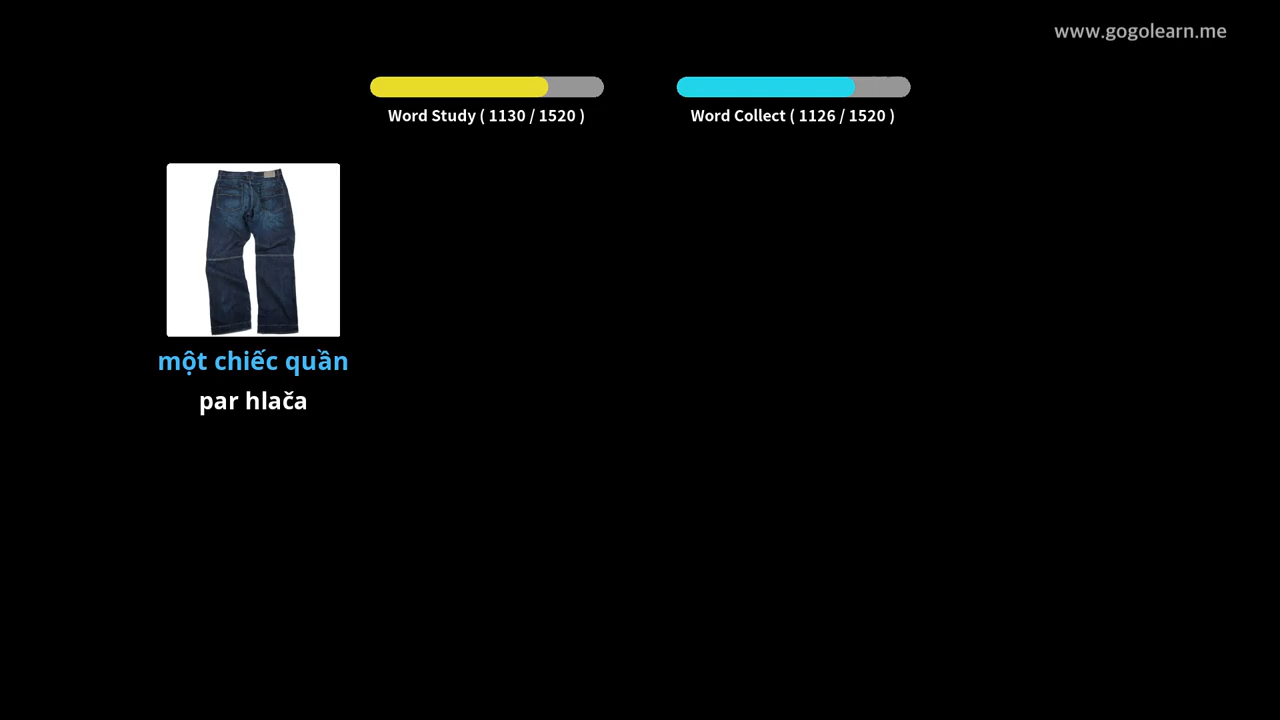 www.gogolearn.me
Word Study ( 1130 / 1520 )
Word Collect ( 1126 / 1520 )
một chiếc quần
par hlača